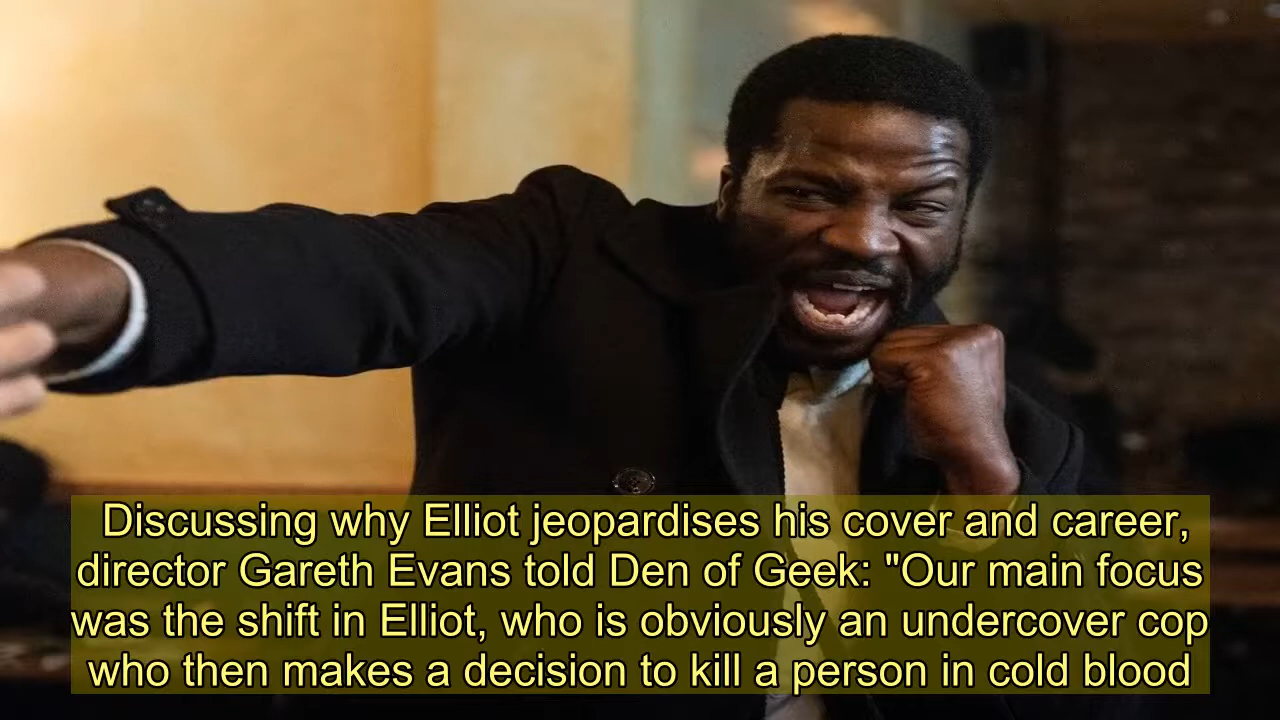 Discussing why Elliot jeopardises his cover and career,
director Gareth Evans told Den of Geek: "Our main focus
was the shift in Elliot, who is obviously an undercover cop
who then makes a decision to kill a person in cold blood